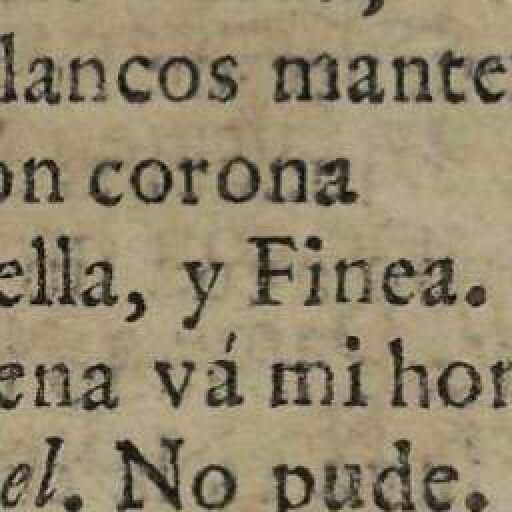 lancos mante
on corona
ella, y Finea.
ena vá mi hon
el. No pude.